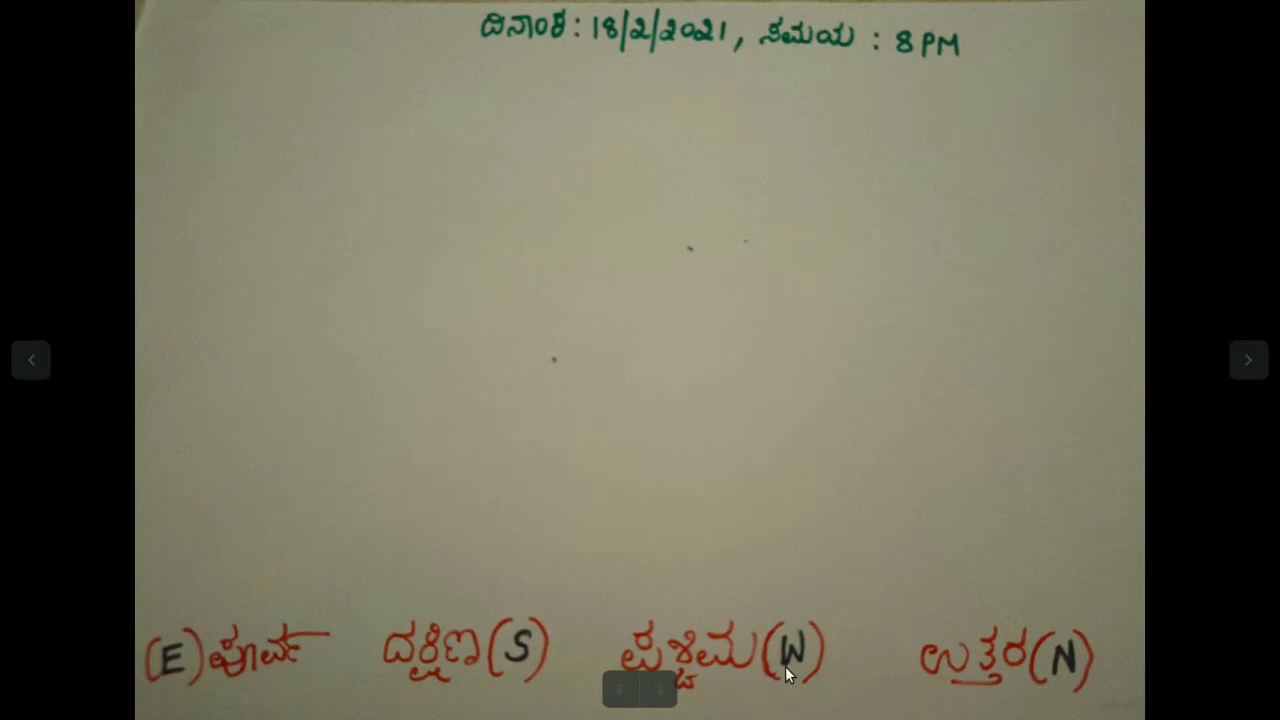 ದಿನಾಂಕ: 18/2/2021, ಸಮಯ : 8 PM
(E) ಪೂರ್ವ ದಕ್ಷಿಣ (S) ಪಶ್ಚಿಮ (W) ಉತ್ತರ (N)